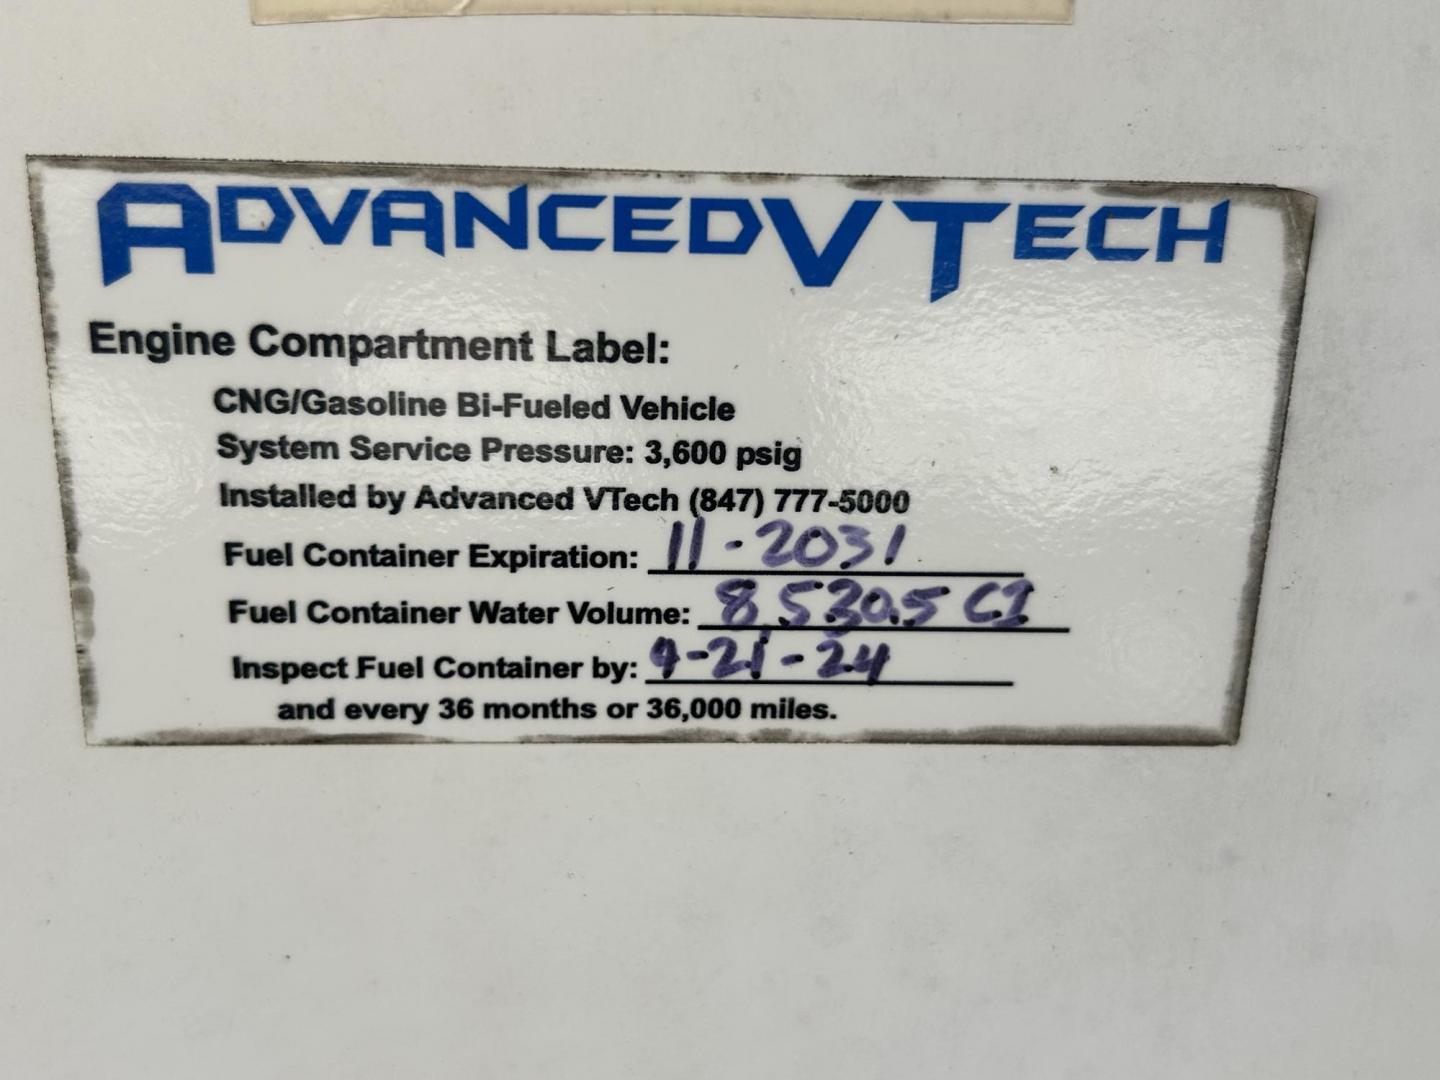 ADVANCEDVTECH
Engine Compartment Label:
CNG/Gasoline Bi-Fueled Vehicle
System Service Pressure: 3,600 psig
Installed by Advanced VTech (847) 777-5000
Fuel Container Expiration: 11-2031
Fuel Container Water Volume: 8530.5 CI
Inspect Fuel Container by: 9-21-24
and every 36 months or 36,000 miles.